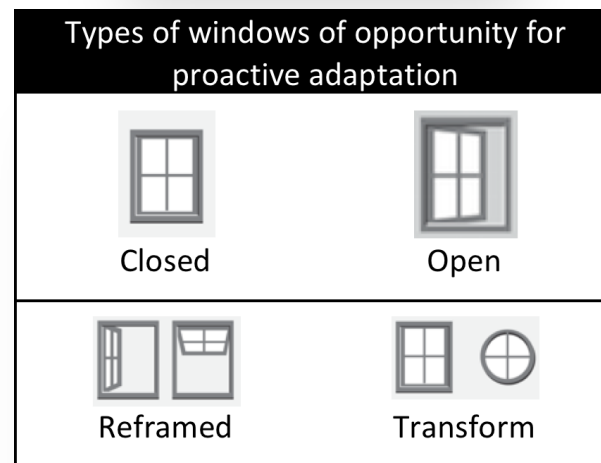 Types of windows of opportunity for
proactive adaptation
Closed
Open
Reframed
Transform